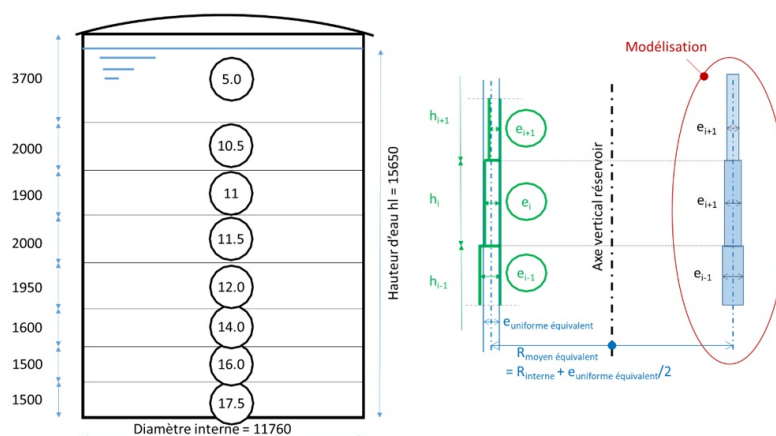 3700
2000
1900
2000
1950
1600
1500
1500
5.0
10.5
11
11.5
12.0
14.0
16.0
17.5
Hauteur d'eau hl = 15650
Diamètre interne = 11760
hi+1
hi
hi-1
ei+1
ei
ei-1
Axe vertical réservoir
Modélisation
ei+1
ei+1
ei-1
euniforme équivalent
Rmoyen équivalent
= Rinterne + euniforme équivalent/2